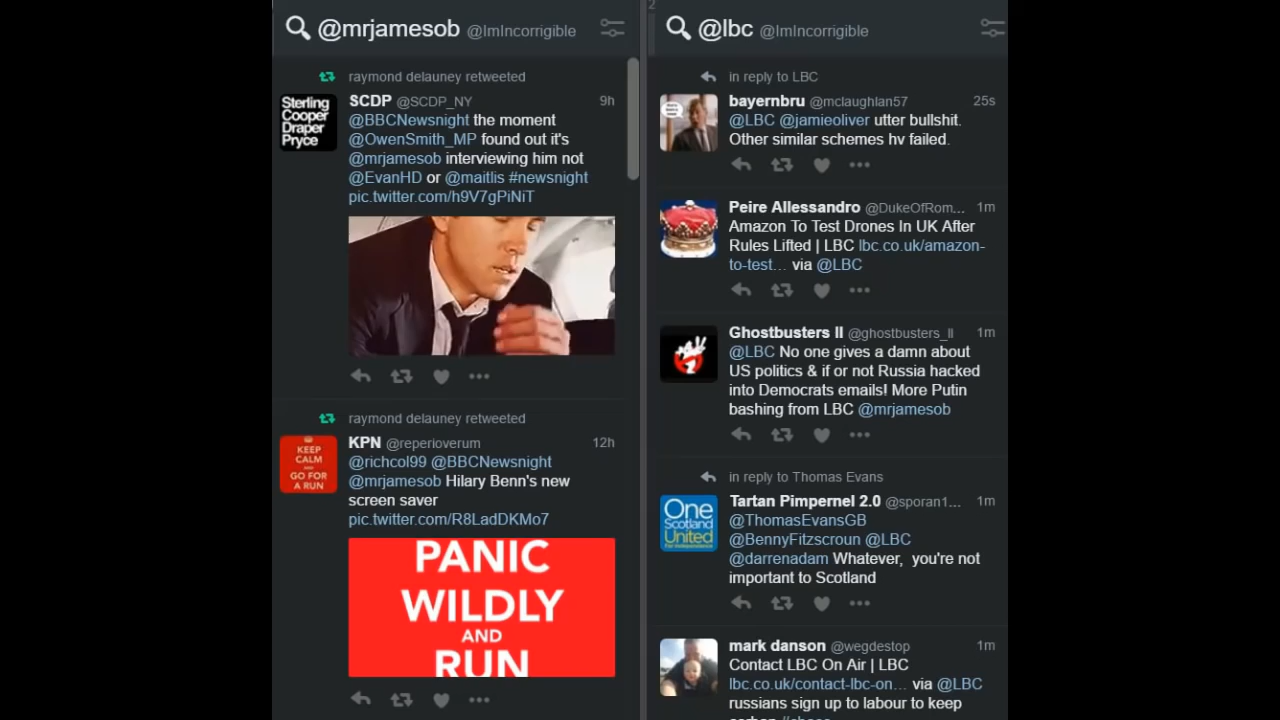 @mrjamesob @ImIncorrigible
raymond delauney retweeted
Sterling
Cooper
Draper
Pryce
SCDP @SCDP_NY 9h
@BBCNewsnight the moment
@OwenSmith_MP found out it's
@mrjamesob interviewing him not
@EvanHD or @maitlis #newsnight
pic.twitter.com/h9V7gPiNiT
raymond delauney retweeted
KEEP
CALM
AND
GO FOR
A RUN
KPN @reperioverum 12h
@richcol99 @BBCNewsnight
@mrjamesob Hilary Benn's new
screen saver
pic.twitter.com/R8LadDKMo7
PANIC
WILDLY
AND
RUN
2
@lbc @ImIncorrigible
in reply to LBC
bayernbru @mclaughlan57 25s
@LBC @jamieoliver utter bullshit.
Other similar schemes hv failed.
Peire Allessandro @DukeOfRom... 1m
Amazon To Test Drones In UK After
Rules Lifted | LBC lbc.co.uk/amazon-
to-test... via @LBC
Ghostbusters II @ghostbusters_II 1m
@LBC No one gives a damn about
US politics & if or not Russia hacked
into Democrats emails! More Putin
bashing from LBC @mrjamesob
in reply to Thomas Evans
One
Scotland
United
For Independence
Tartan Pimpernel 2.0 @sporan1... 1m
@ThomasEvansGB
@BennyFitzscroun @LBC
@darrenadam Whatever, you're not
important to Scotland
mark danson @wegdestop 1m
Contact LBC On Air | LBC
lbc.co.uk/contact-lbc-on... via @LBC
russians sign up to labour to keep